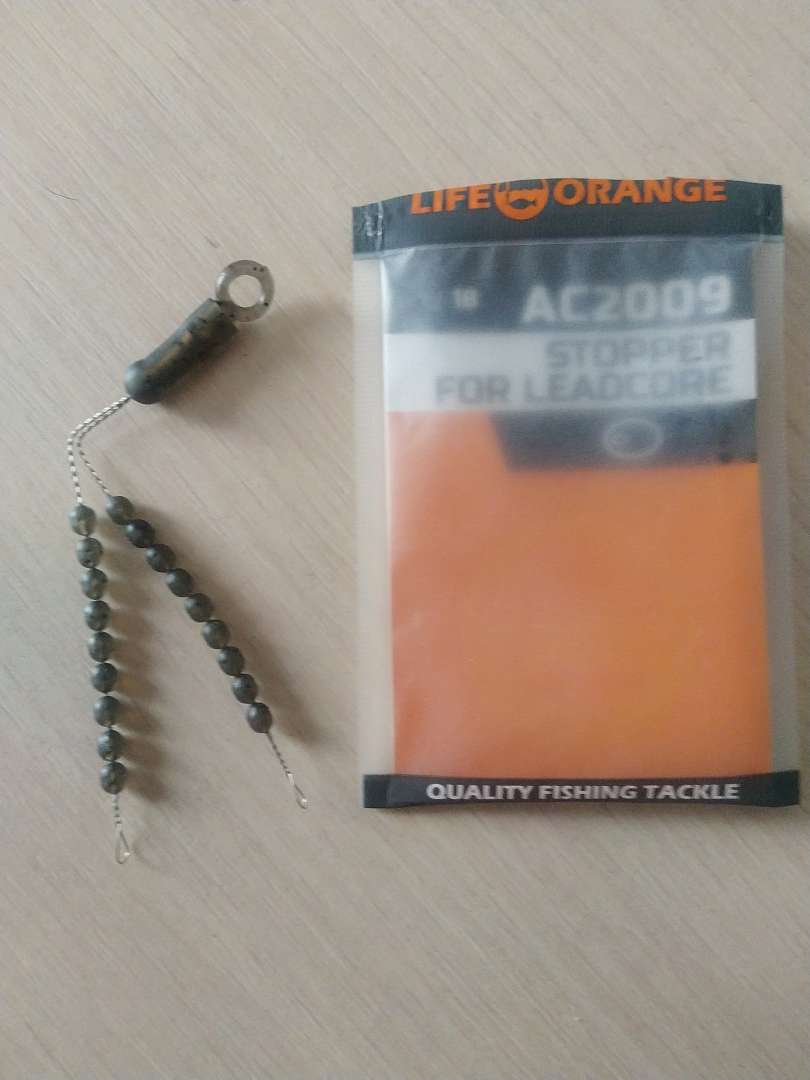 LIFE ORANGE
10
AC2009
STOPPER
FOR LEADCORE
QUALITY FISHING TACKLE